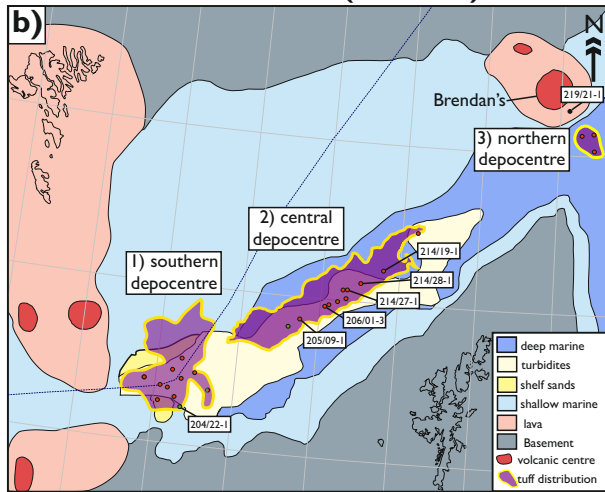 b)
N
Brendan's
219/21-1
3) northern
depocentre
2) central
depocentre
1) southern
depocentre
214/19-1
214/28-1
214/27-1
206/01-3
205/09-1
204/22-1
deep marine
turbidites
shelf sands
shallow marine
lava
Basement
volcanic centre
tuff distribution